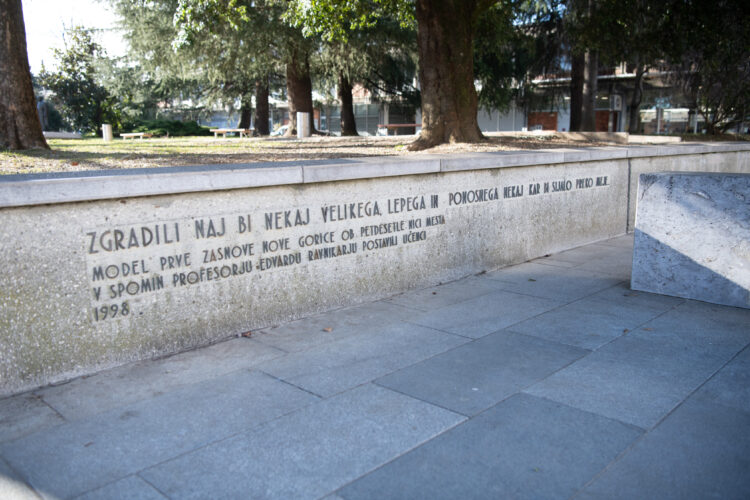 ZGRADILI NAJ BI NEKAJ VELIKEGA, LEPEGA IN PONOSNEGA NEKAJ KAR BI SIJALO PREKO MEJE.
MODEL PRVE ZASNOVE NOVE GORICE OB PETDESETLETNICI MESTA
V SPOMIN PROFESORJU EDVARDU RAVNIKARJU POSTAVILI UČENCI
1998